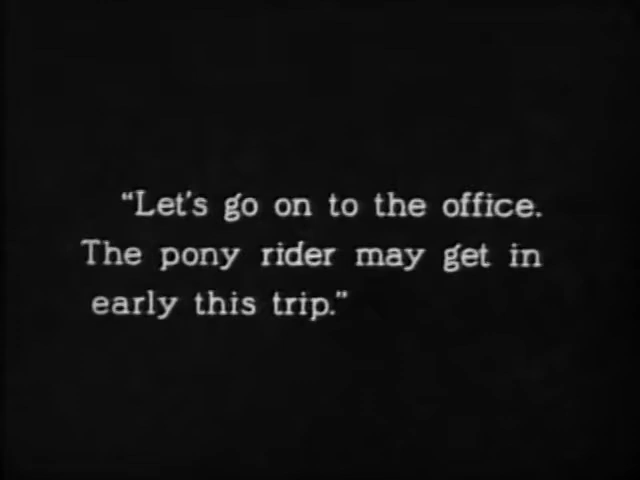 “Let's go on to the office.
The pony rider may get in
early this trip.”